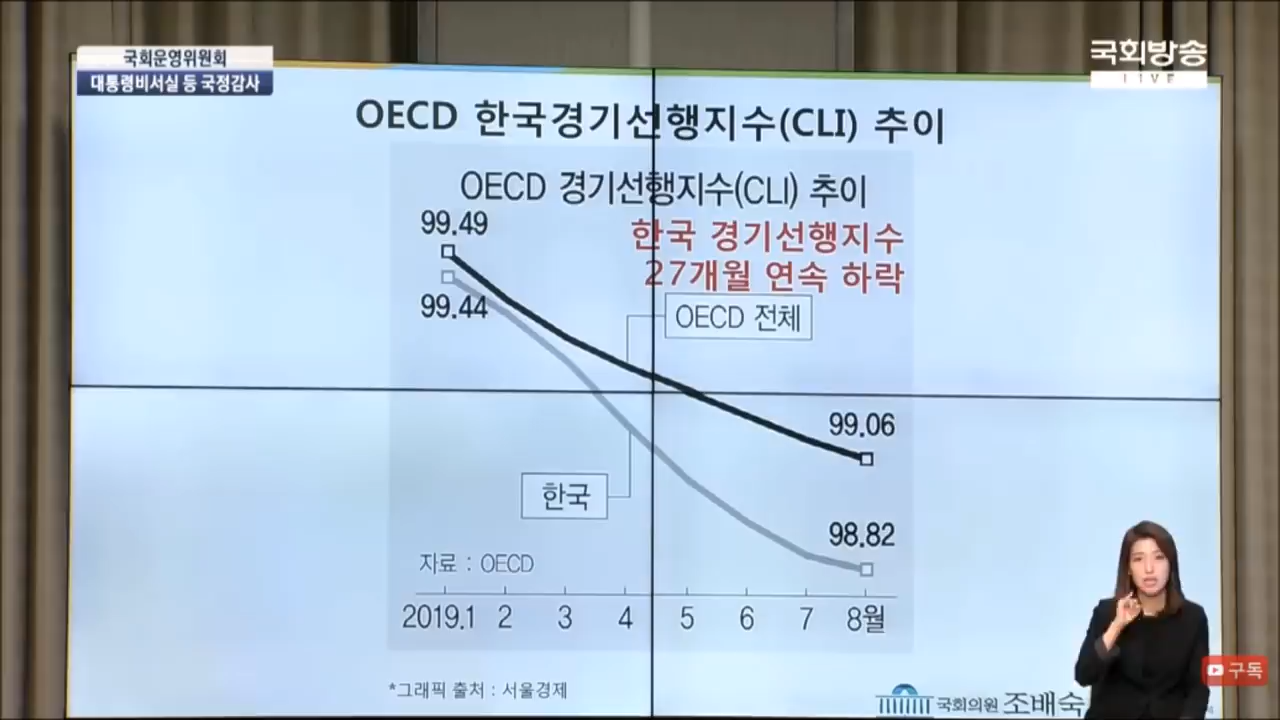 국회운영위원회
대통령비서실 등 국정감사
국회방송
LIVE
OECD 한국경기선행지수(CLI) 추이
OECD 경기선행지수(CLI) 추이
한국 경기선행지수
27개월 연속 하락
99.49
99.44
OECD 전체
99.06
한국
98.82
자료 : OECD
2019.1 2 3 4 5 6 7 8월
*그래픽 출처 : 서울경제
국회의원 조배숙
구독